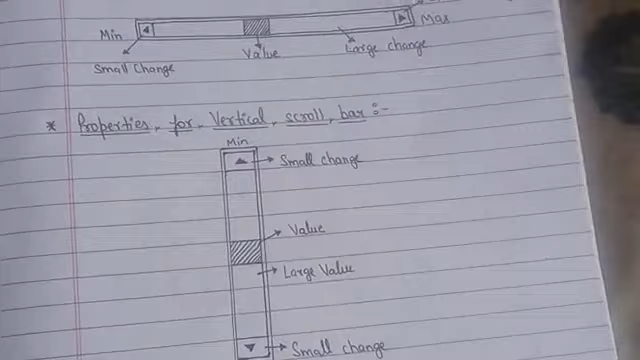 Min
Max
Small Change
Value
Large change
* Properties, for, Vertical, scroll, bar :-
Min
Small change
Value
Large Value
Small change